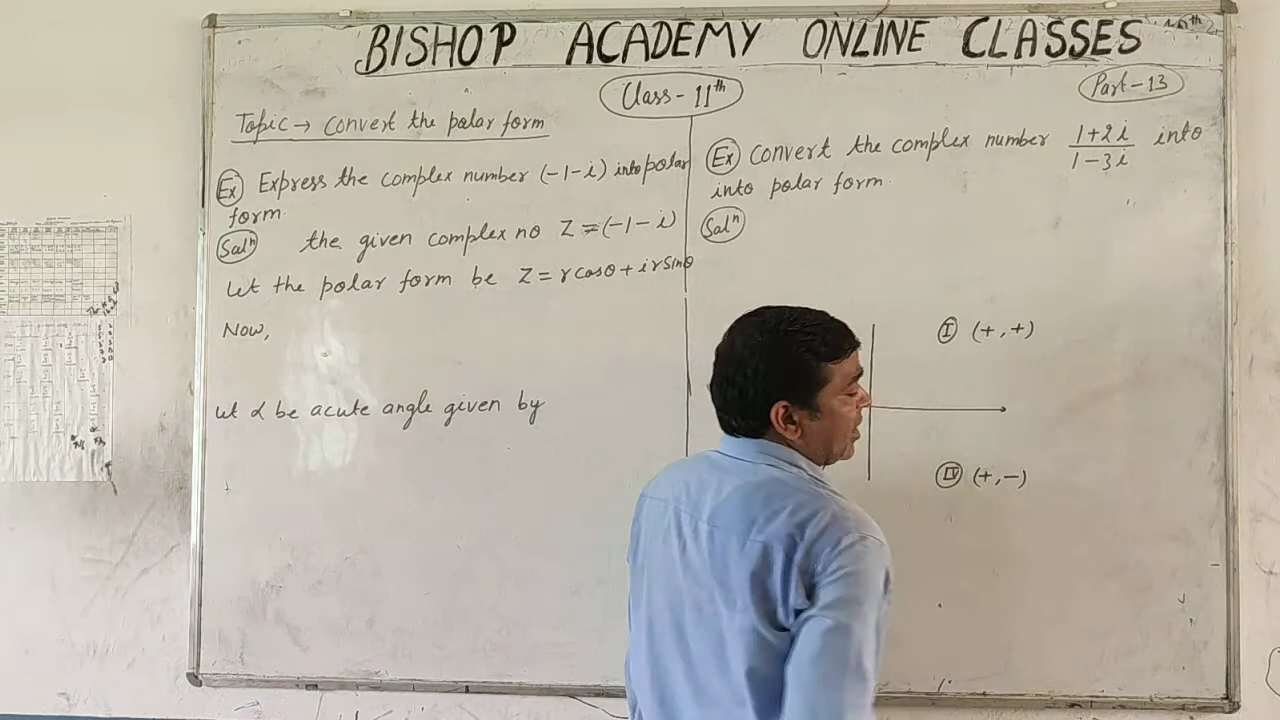 BISHOP ACADEMY ONLINE CLASSES
Class - 11th
Part - 13
Topic → Convert the polar form
Ex Express the complex number (-1-i) into polar
form.
Solⁿ the given complex no Z = (-1-i)
Let the polar form be Z = r cosθ + i r sinθ
Now,
let α be acute angle given by
Ex Convert the complex number (1+2i)/(1-3i) into
into polar form.
Solⁿ
I (+,+)
IV (+,-)